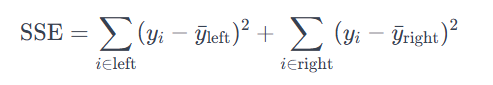 SSE = ∑_{i∈left} (y_i − ȳ_left)² + ∑_{i∈right} (y_i − ȳ_right)²